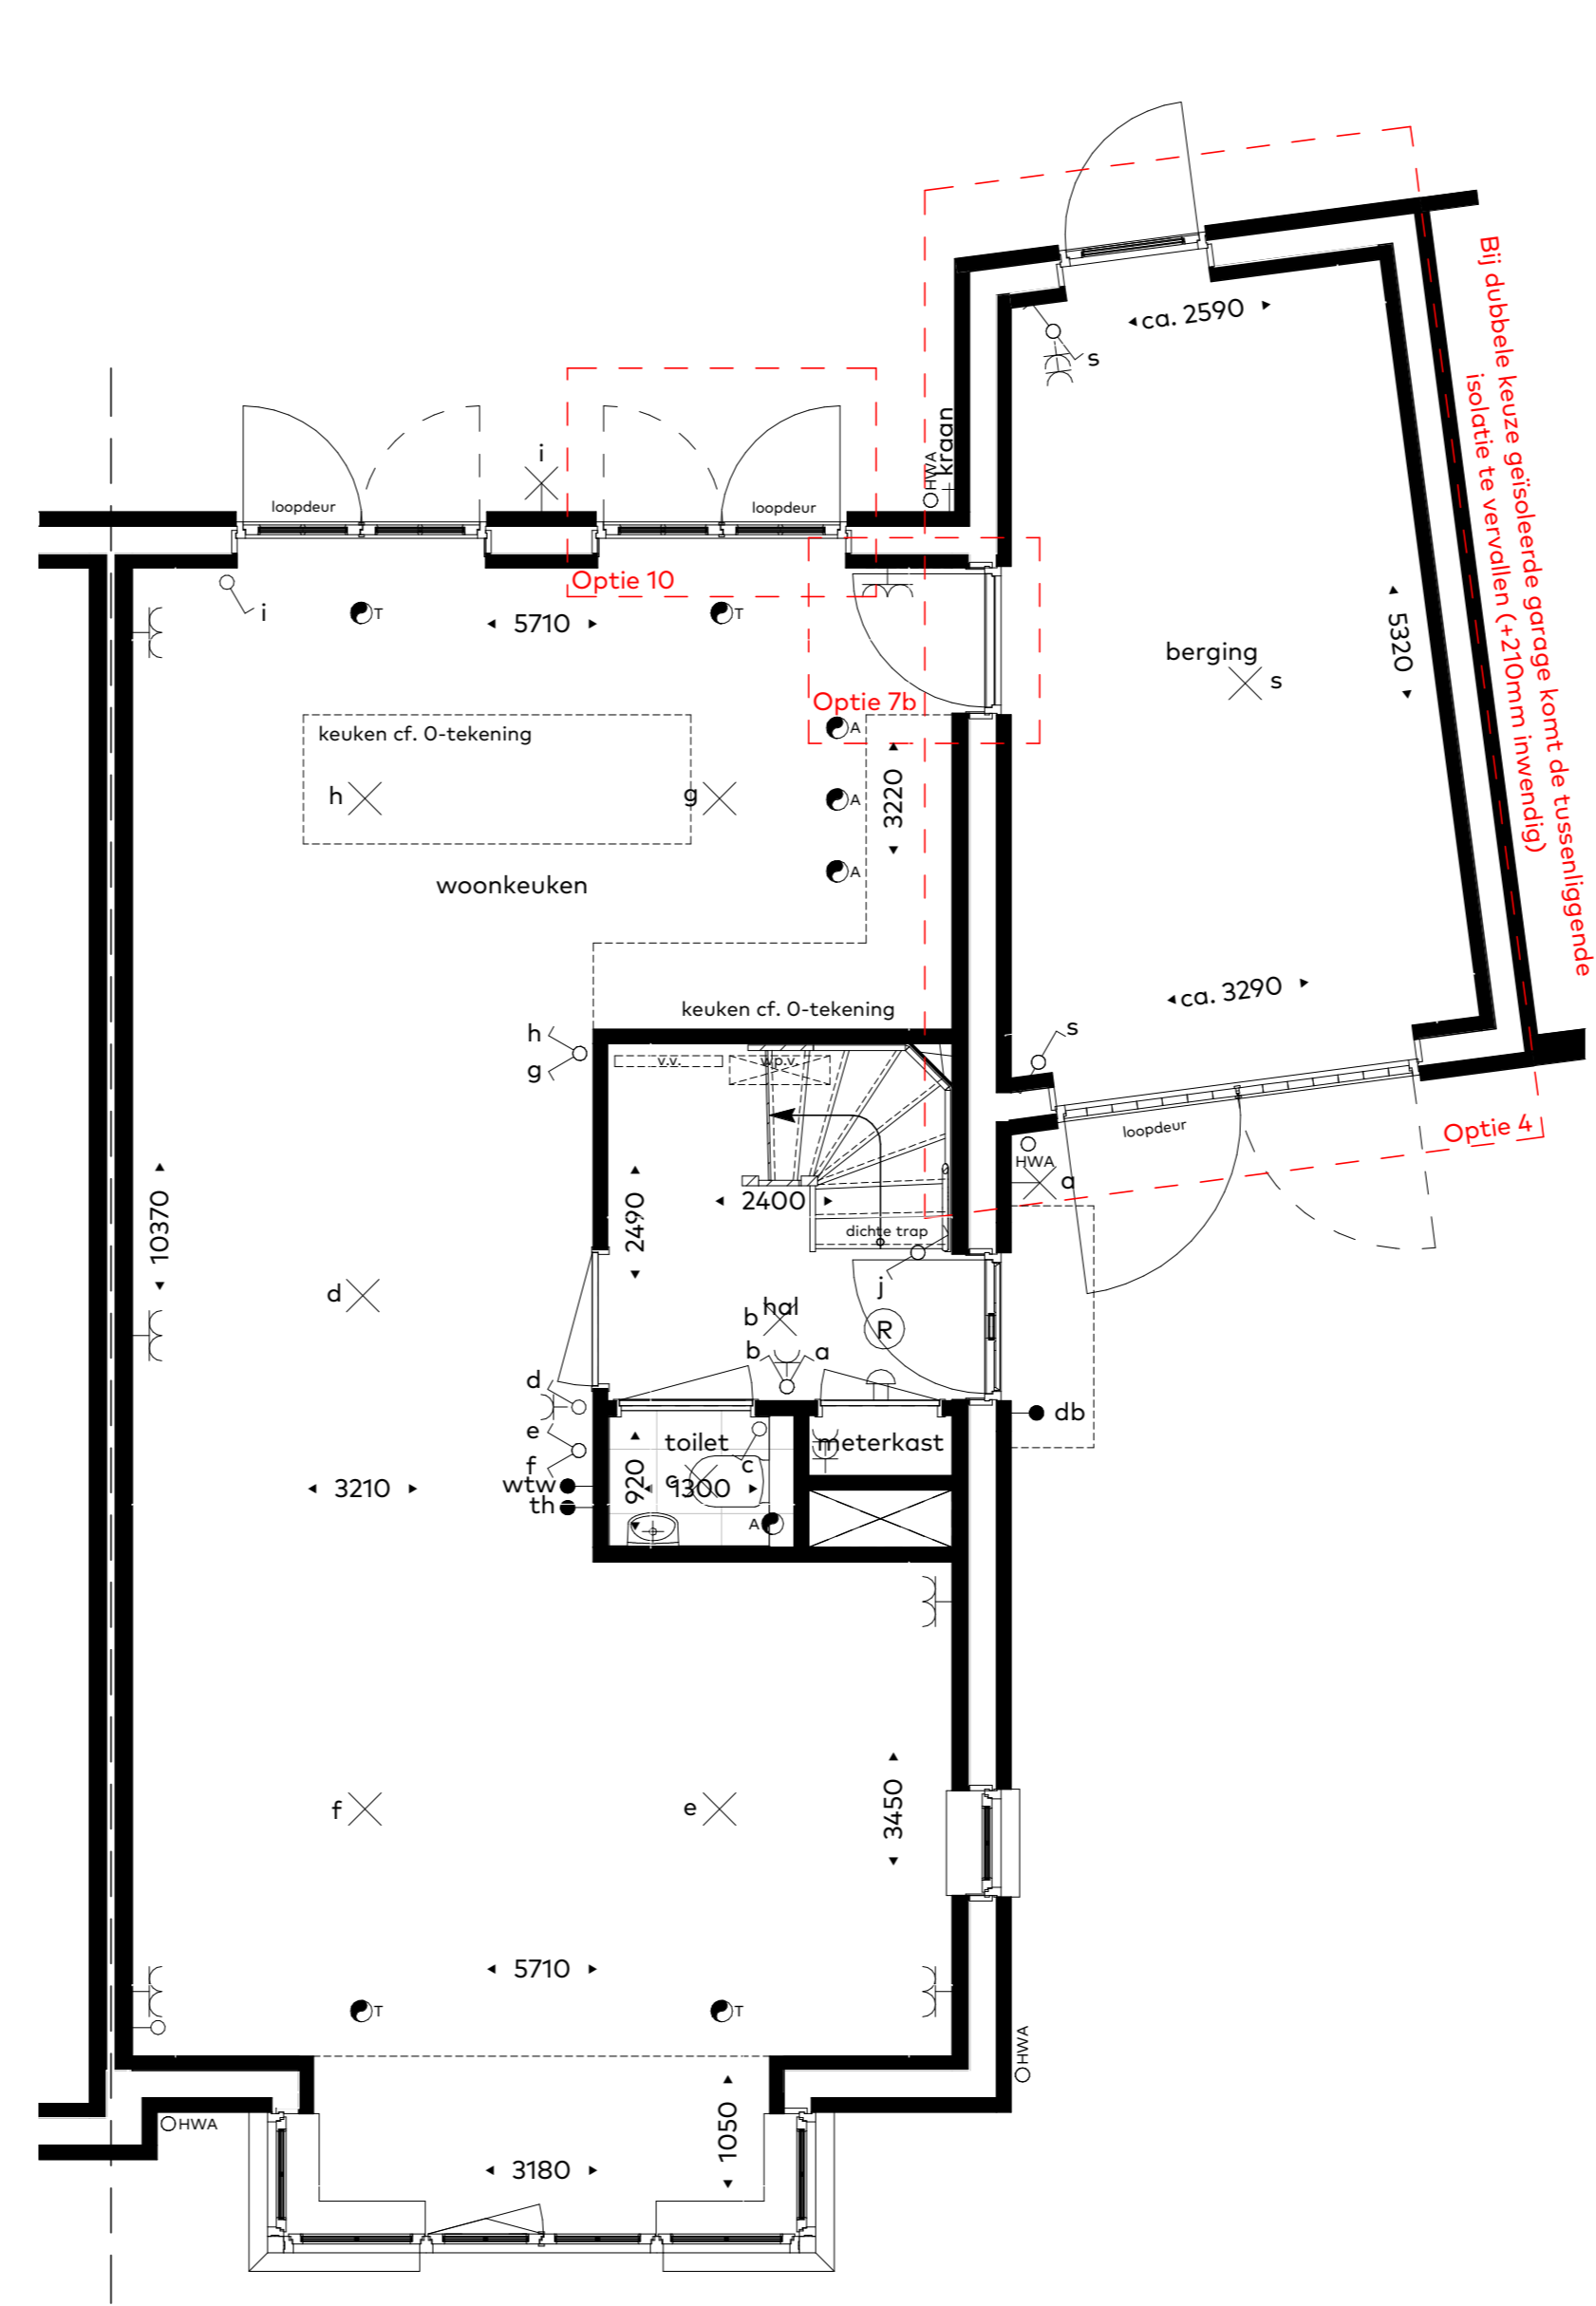 ca. 2590
s
Bij dubbele keuze geïsoleerde garage komt de tussenliggende
isolatie te vervallen (+210mm inwendig)
kraan
HWA
i
loopdeur
loopdeur
Optie 10
i
T
5710
T
berging
s
5320
Optie 7b
keuken cf. 0-tekening
A
h
g
A
3220
A
woonkeuken
ca. 3290
keuken cf. 0-tekening
h
g
s
v.v.
wp.v.
loopdeur
Optie 4
HWA
a
10370
2490
2400
dichte trap
j
d
hal
b
R
b
a
d
e
f
db
toilet
meterkast
c
c
wtw
th
3210
920
1300
A
f
e
3450
5710
T
T
HWA
HWA
1050
3180